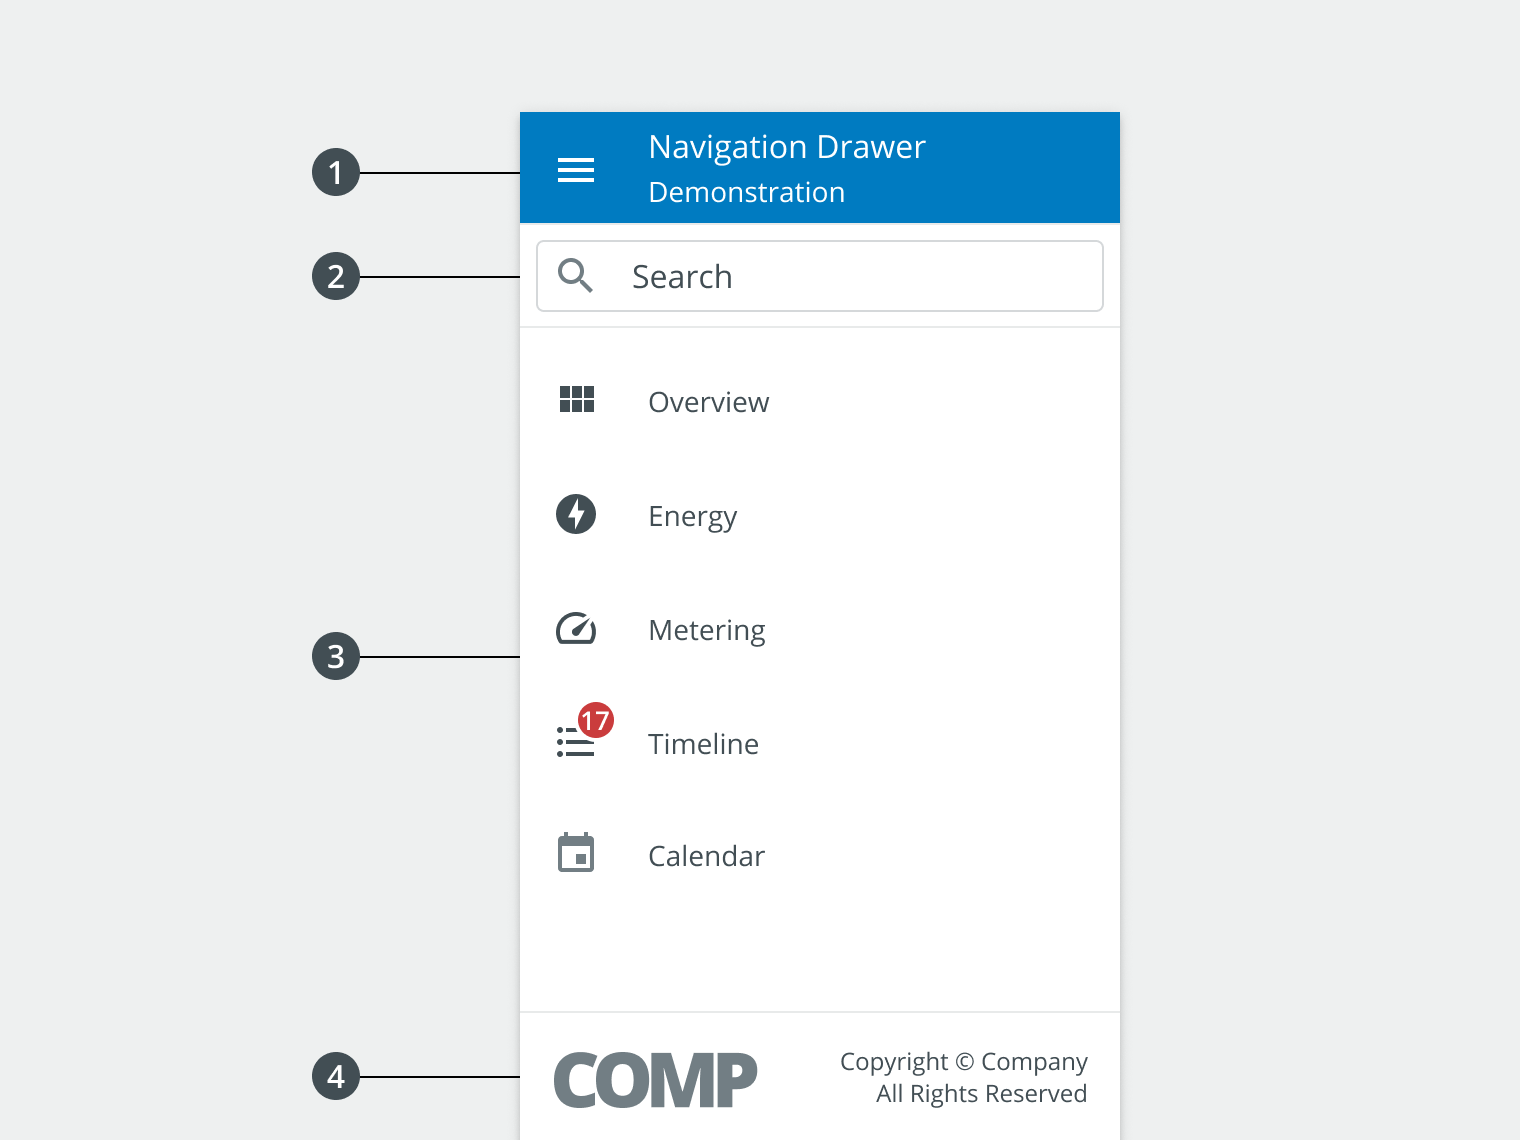 1
Navigation Drawer
Demonstration
2
Search
Overview
Energy
3
Metering
17
Timeline
Calendar
4
COMP
Copyright © Company
All Rights Reserved